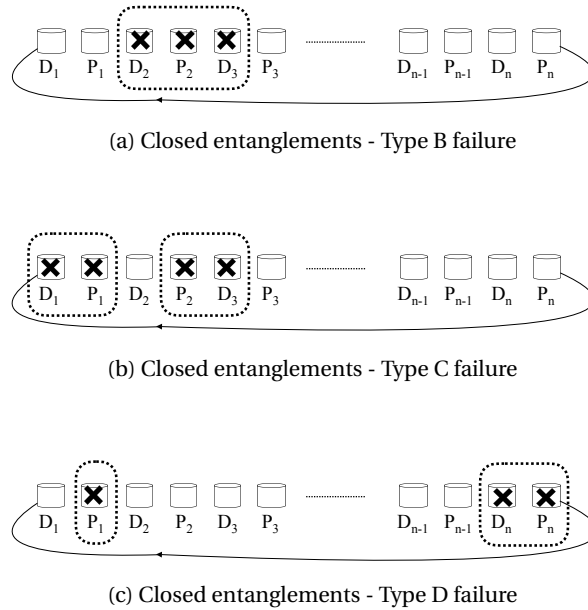 D₁ P₁ D₂ P₂ D₃ P₃ Dₙ₋₁ Pₙ₋₁ Dₙ Pₙ
(a) Closed entanglements - Type B failure
D₁ P₁ D₂ P₂ D₃ P₃ Dₙ₋₁ Pₙ₋₁ Dₙ Pₙ
(b) Closed entanglements - Type C failure
D₁ P₁ D₂ P₂ D₃ P₃ Dₙ₋₁ Pₙ₋₁ Dₙ Pₙ
(c) Closed entanglements - Type D failure